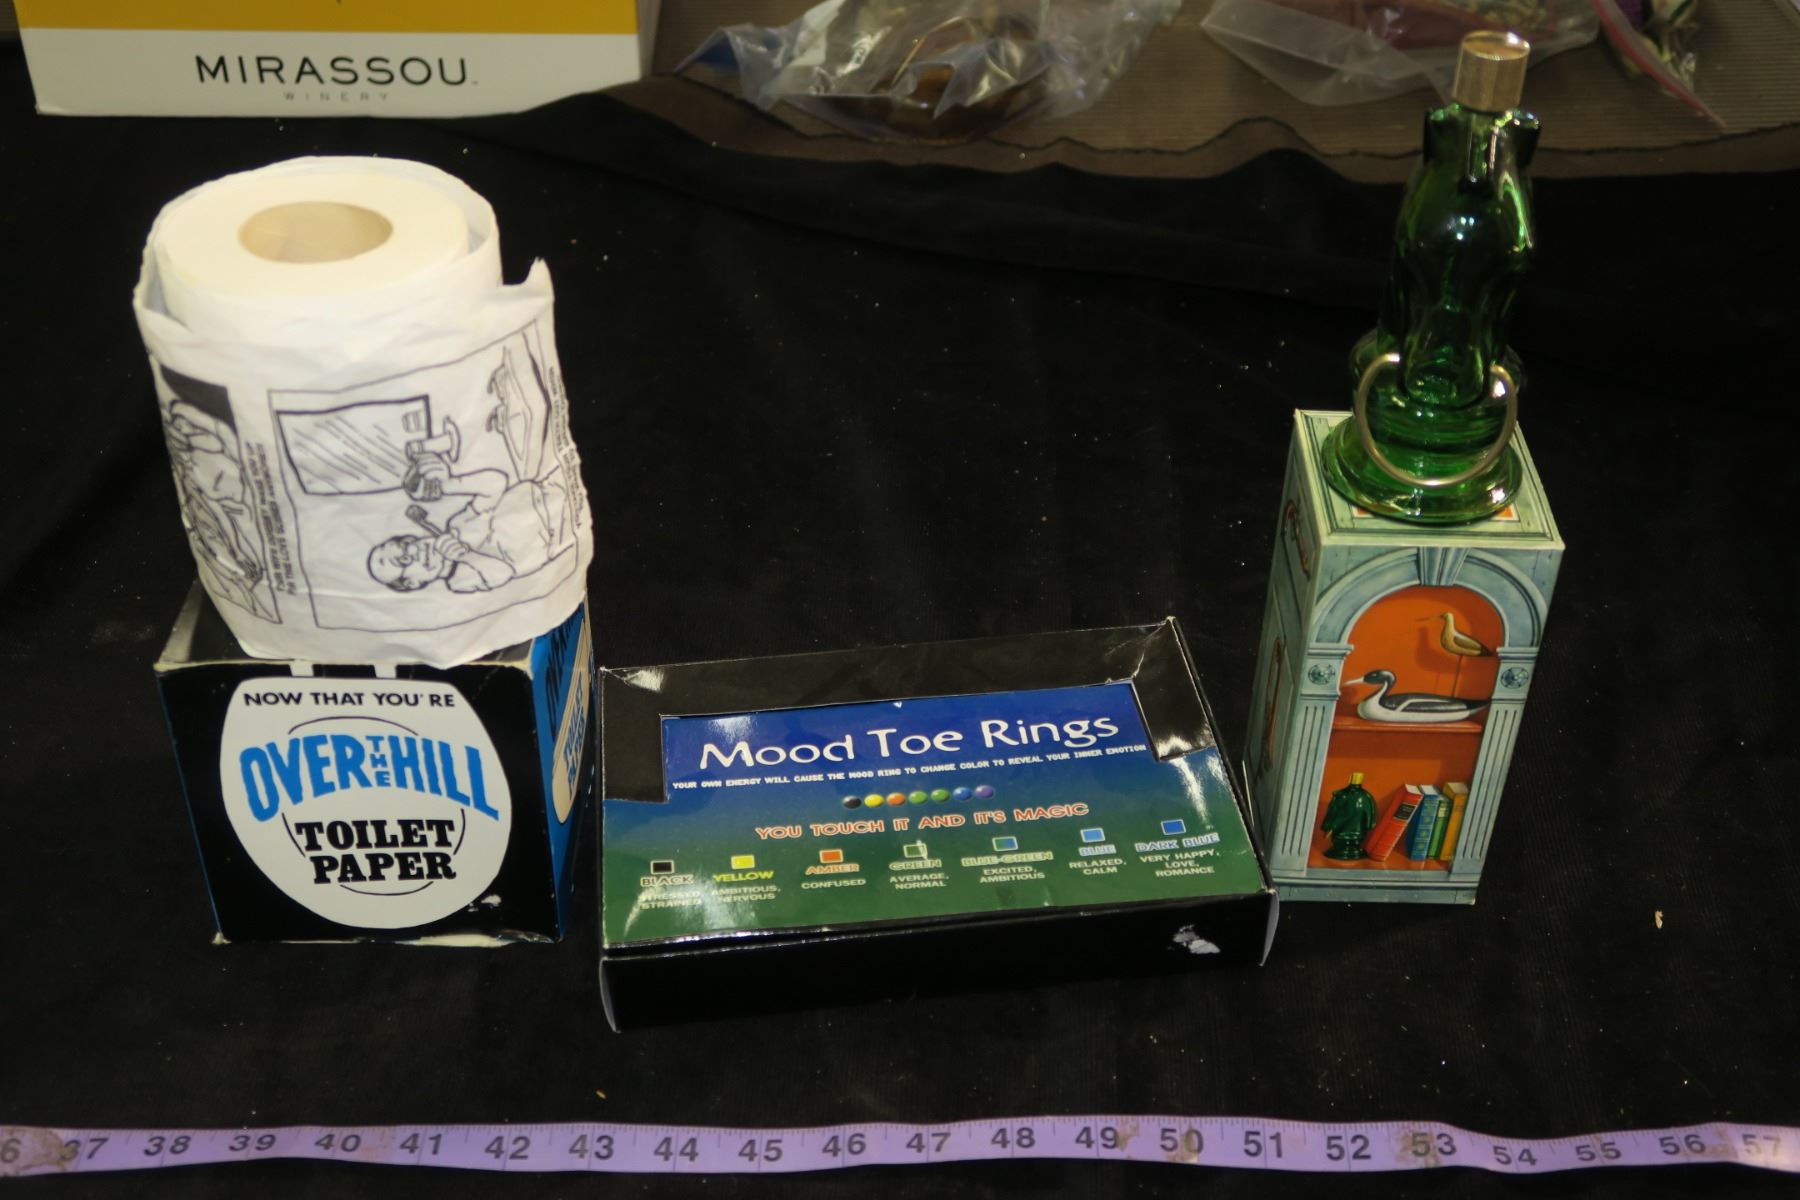 MIRASSOU
WINERY
NOW THAT YOU'RE
OVER THE HILL
TOILET
PAPER
Mood Toe Rings
YOUR OWN ENERGY WILL CAUSE THE MOOD RING TO CHANGE COLOR TO REVEAL YOUR INNER EMOTION
YOU TOUCH IT AND IT'S MAGIC
BLACK
STRESSED,
STRAINED
YELLOW
AMBITIOUS,
NERVOUS
AMBER
CONFUSED
GREEN
AVERAGE,
NORMAL
BLUE-GREEN
EXCITED,
AMBITIOUS
BLUE
RELAXED,
CALM
DARK BLUE
VERY HAPPY,
LOVE,
ROMANCE
6 37 38 39 40 41 42 43 44 45 46 47 48 49 50 51 52 53 54 55 56 57